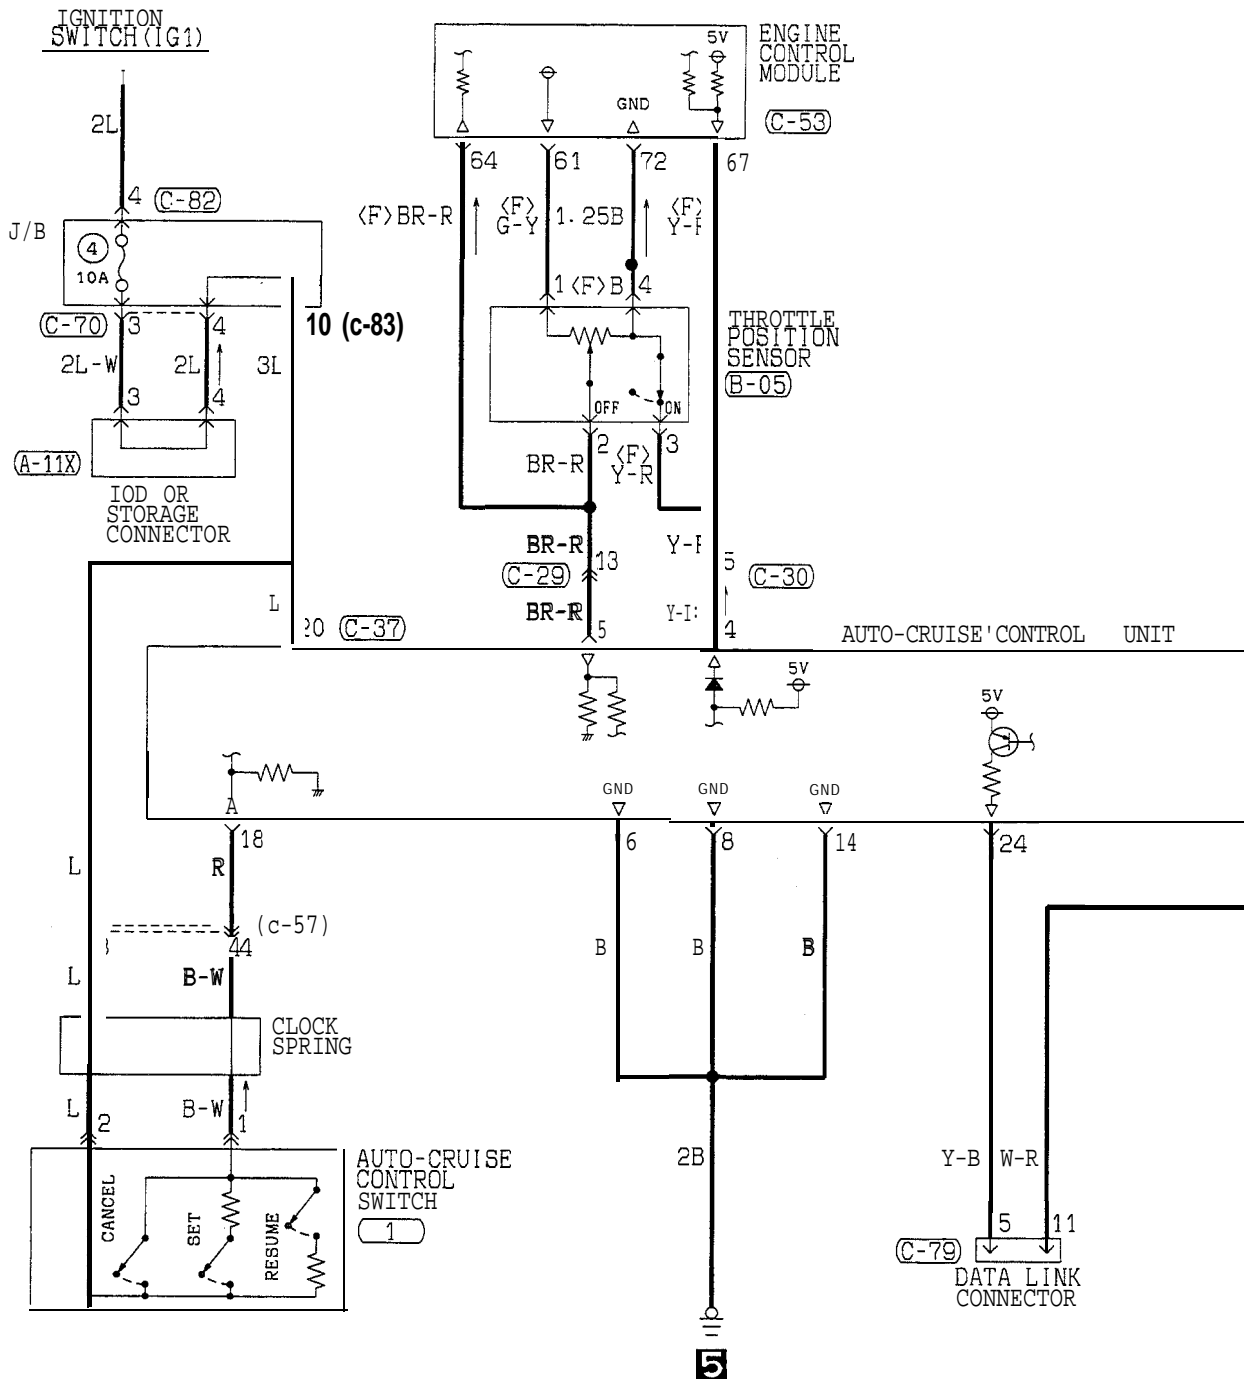 IGNITION
SWITCH(IG1)
2L
4 (C-82)
J/B
4
10A
(C-70) 3 4
10 (c-83)
2L-W 2L 3L
3 4
(A-11X)
IOD OR
STORAGE
CONNECTOR
5V
GND
ENGINE
CONTROL
MODULE
(C-53)
64 61 72 67
<F>BR-R
<F>
G-Y
1.25B
<F>
1 <F>B 4
THROTTLE
POSITION
SENSOR
(B-05)
OFF ON
2 3
BR-R
<F>
Y-R
BR-R
13
(C-29)
5 (C-30)
BR-R
5
4
L
20 (C-37)
AUTO-CRUISE'CONTROL UNIT
5V
5V
A
GND GND GND
18 6 8 14 24
L R
(c-57)
44
L B-W
B B B
CLOCK
SPRING
L 2 B-W 1
AUTO-CRUISE
CONTROL
SWITCH
1
CANCEL
SET
RESUME
2B
Y-B W-R
5 11
(C-79)
DATA LINK
CONNECTOR
5